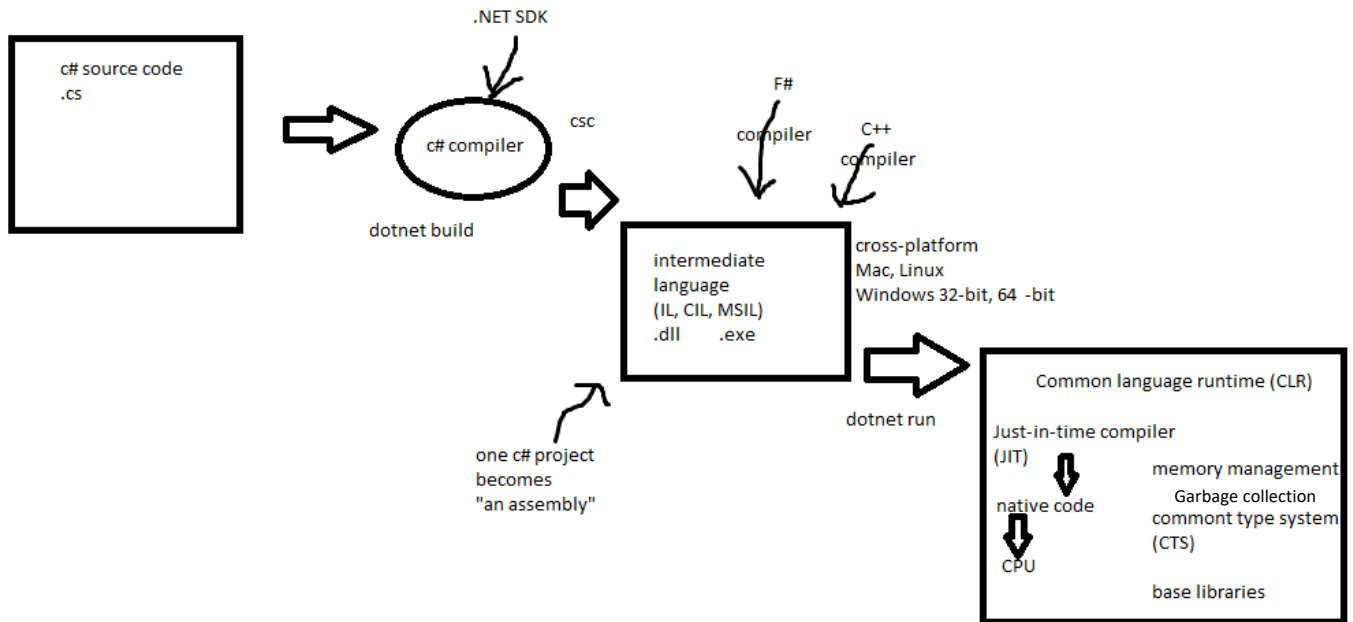 .NET SDK
c# source code
.cs
c# compiler
csc
dotnet build
F#
compiler
C++
compiler
intermediate
language
(IL, CIL, MSIL)
.dll .exe
cross-platform
Mac, Linux
Windows 32-bit, 64 -bit
one c# project
becomes
"an assembly"
dotnet run
Common language runtime (CLR)
Just-in-time compiler
(JIT)
native code
CPU
memory management
Garbage collection
commont type system
(CTS)
base libraries